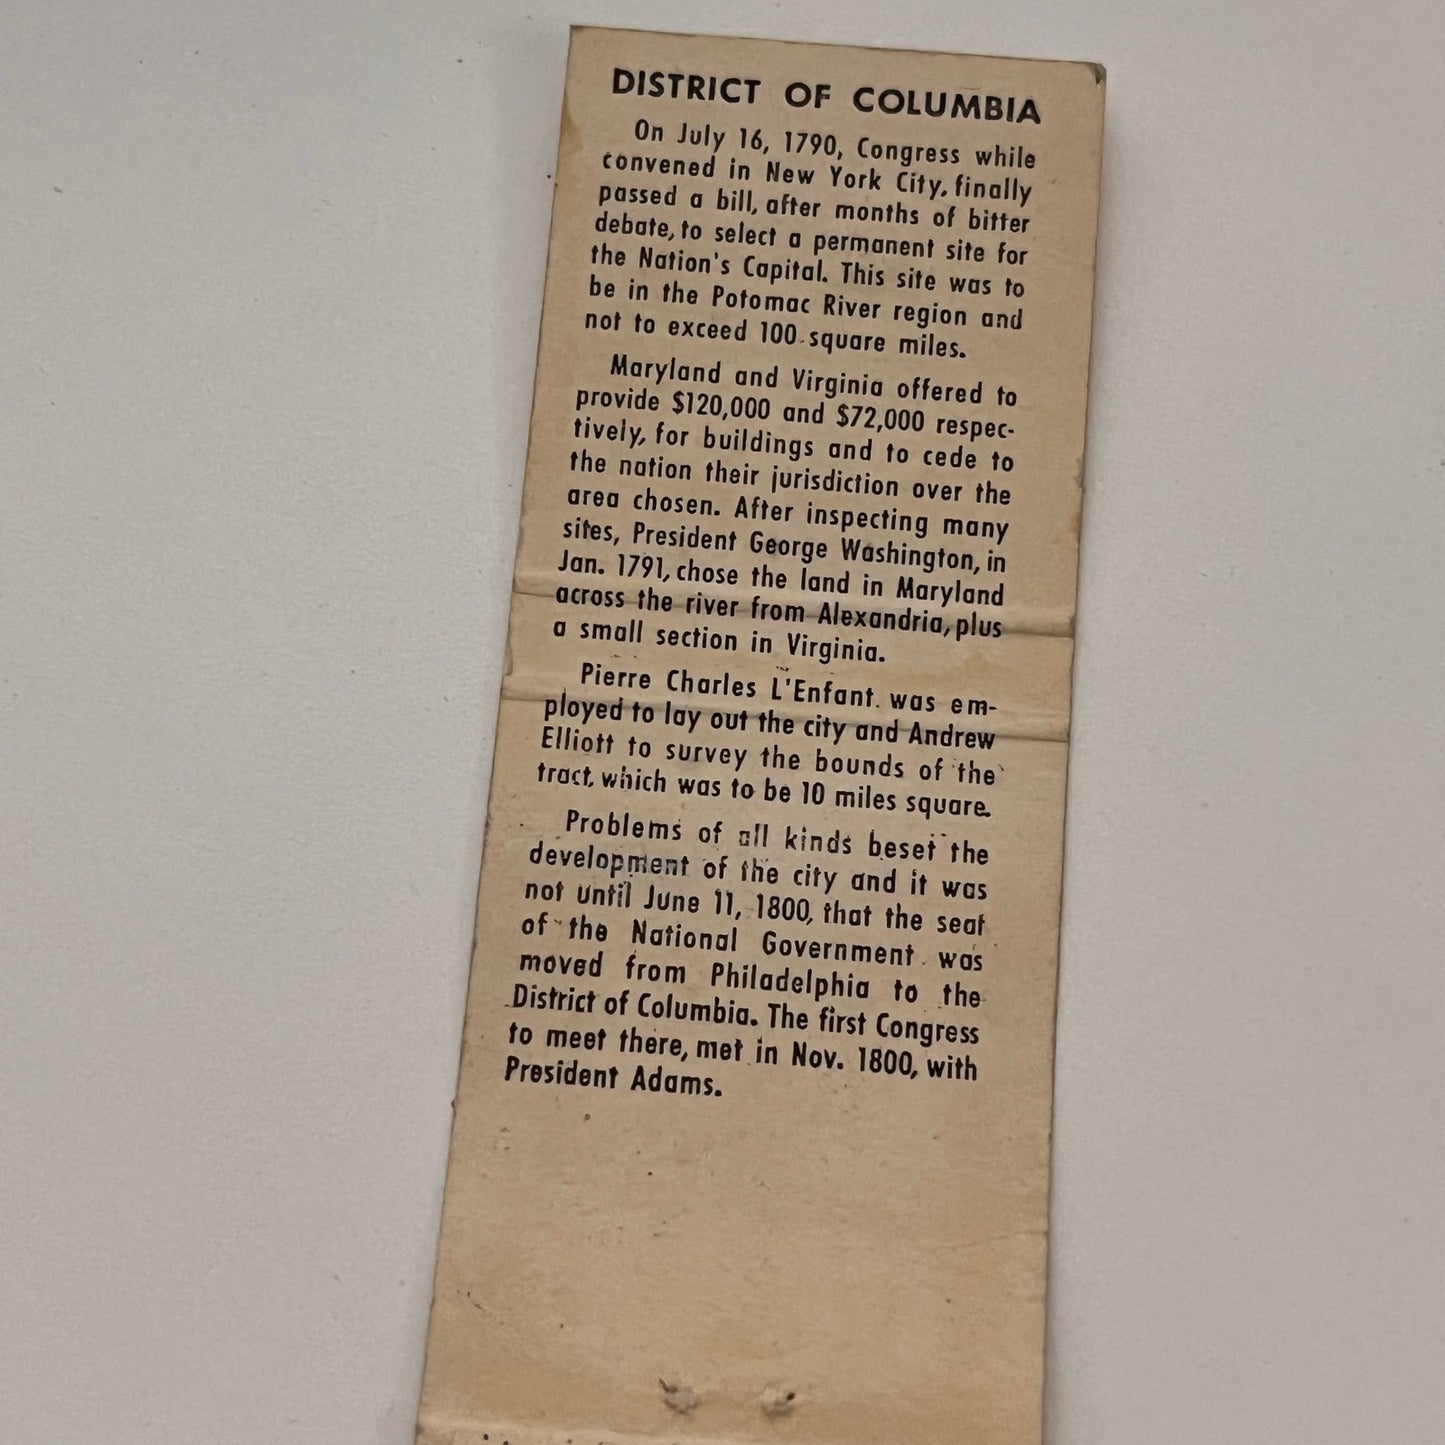 DISTRICT OF COLUMBIA
On July 16, 1790, Congress while
convened in New York City, finally
passed a bill, after months of bitter
debate, to select a permanent site for
the Nation's Capital. This site was to
be in the Potomac River region and
not to exceed 100 square miles.
Maryland and Virginia offered to
provide $120,000 and $72,000 respec-
tively, for buildings and to cede to
the nation their jurisdiction over the
area chosen. After inspecting many
sites, President George Washington, in
Jan. 1791, chose the land in Maryland
across the river from Alexandria, plus
a small section in Virginia.
Pierre Charles L'Enfant was em-
ployed to lay out the city and Andrew
Elliott to survey the bounds of the
tract, which was to be 10 miles square.
Problems of all kinds beset the
development of the city and it was
not until June 11, 1800, that the seat
of the National Government was
moved from Philadelphia to the
District of Columbia. The first Congress
to meet there, met in Nov. 1800, with
President Adams.